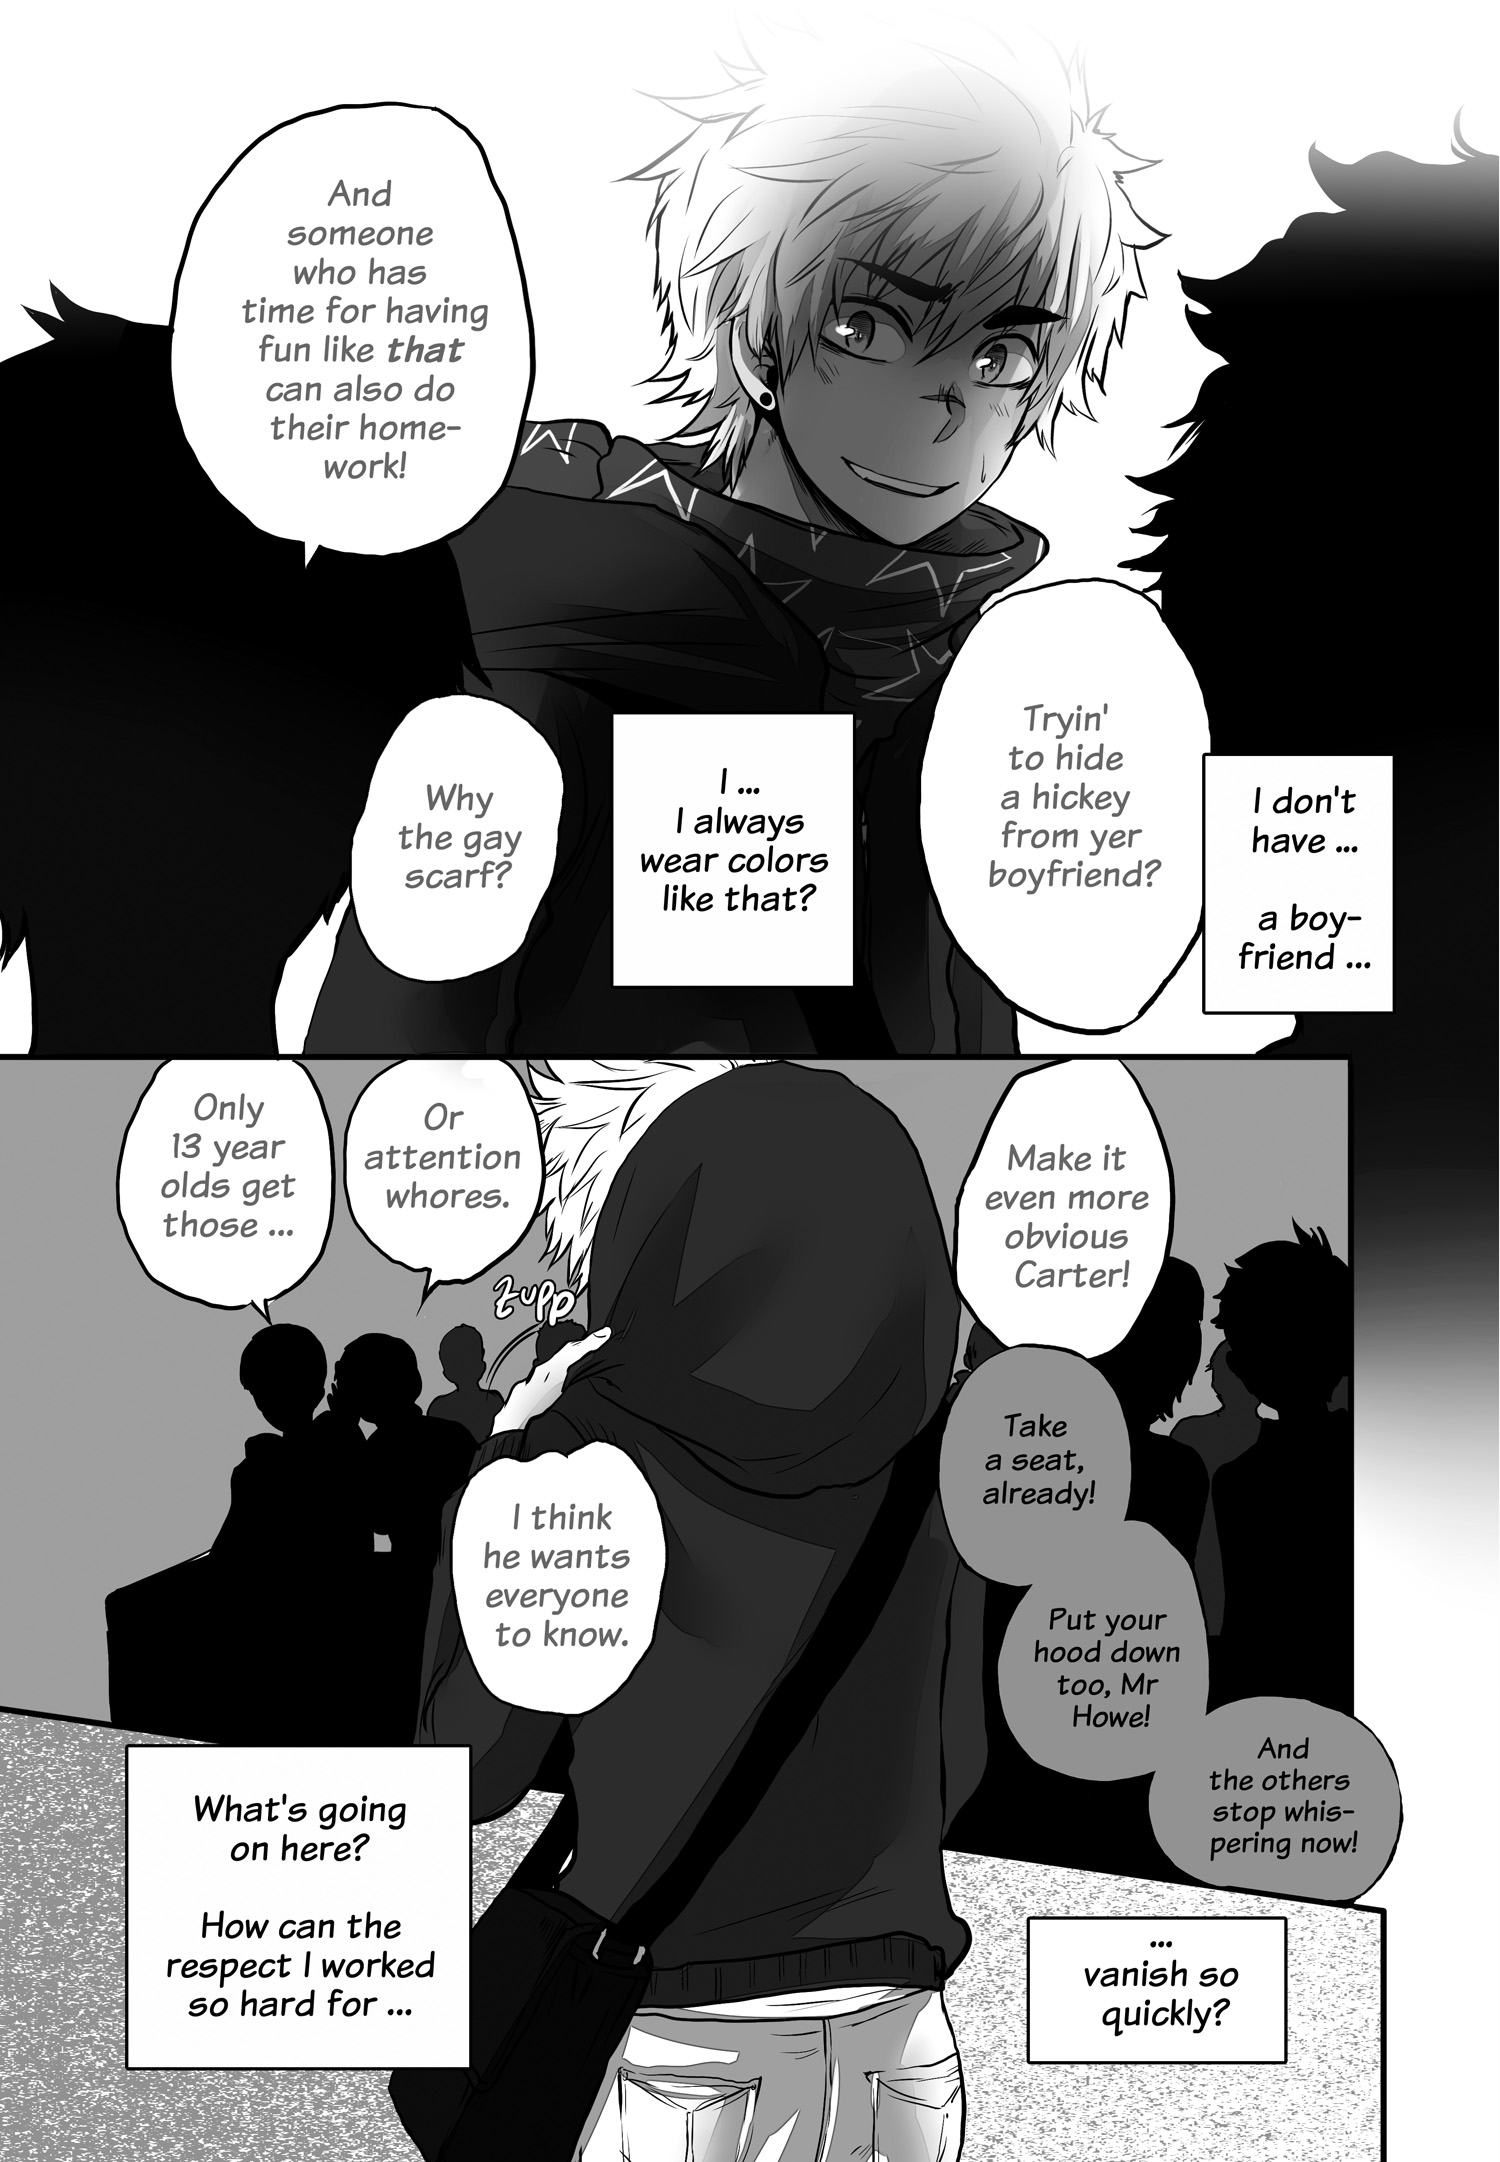 And
someone
who has
time for having
fun like that
can also do
their home-
work!
Why
the gay
scarf?
I ...
I always
wear colors
like that?
Tryin'
to hide
a hickey
from yer
boyfriend?
I don't
have ...
a boy-
friend ...
Only
13 year
olds get
those ...
Or
attention
whores.
zupp
Make it
even more
obvious
Carter!
I think
he wants
everyone
to know.
Take
a seat,
already!
Put your
hood down
too, Mr
Howe!
And
the others
stop whis-
pering now!
What's going
on here?
How can the
respect I worked
so hard for ...
...
vanish so
quickly?